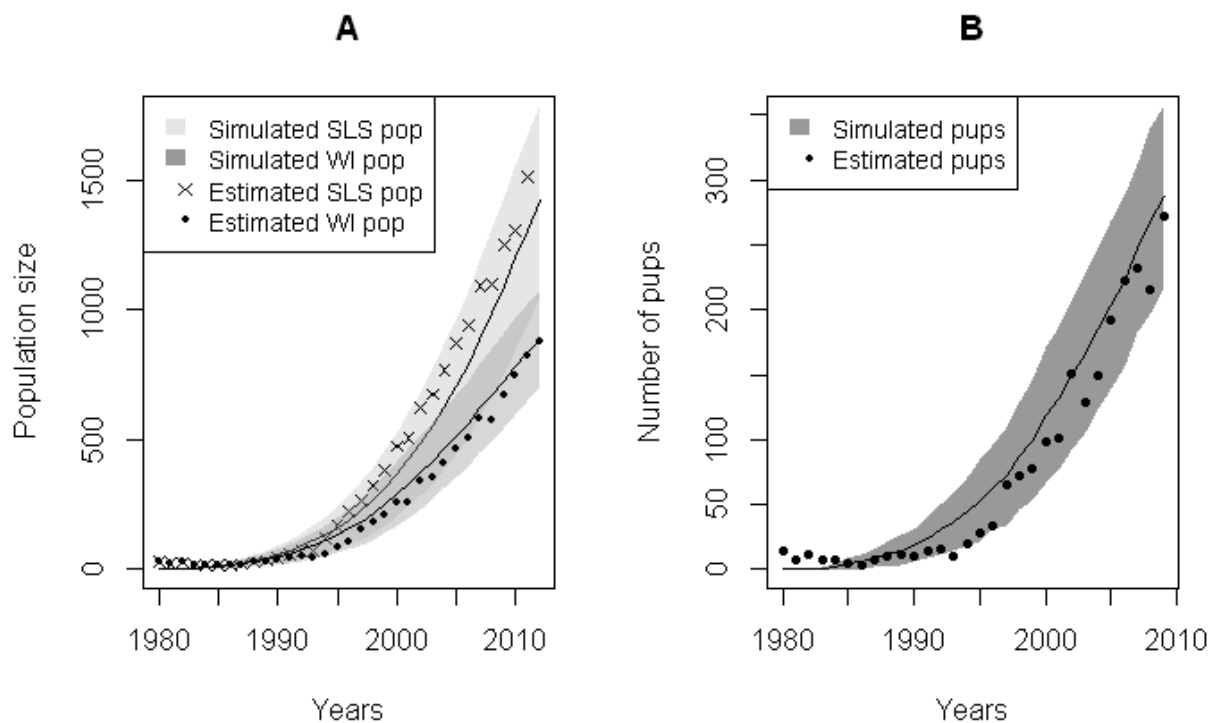 A
Simulated SLS pop
Simulated WI pop
Estimated SLS pop
Estimated WI pop
Population size
0
500
1000
1500
1980
1990
2000
2010
Years
B
Simulated pups
Estimated pups
Number of pups
0
50
100
200
300
1980
1990
2000
2010
Years